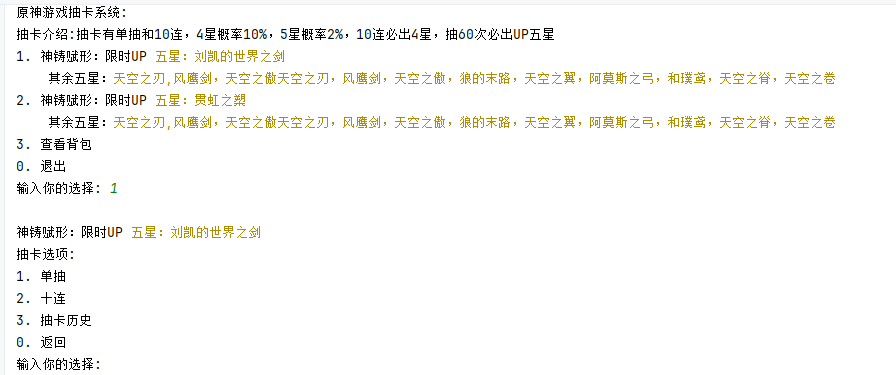 原神游戏抽卡系统:
抽卡介绍:抽卡有单抽和10连，4星概率10%，5星概率2%，10连必出4星，抽60次必出UP五星
1. 神铸赋形：限时UP 五星：刘凯的世界之剑
其余五星：天空之刃,风鹰剑，天空之傲天空之刃，风鹰剑，天空之傲，狼的末路，天空之翼，阿莫斯之弓，和璞鸢，天空之脊，天空之卷
2. 神铸赋形：限时UP 五星：贯虹之槊
其余五星：天空之刃,风鹰剑，天空之傲天空之刃，风鹰剑，天空之傲，狼的末路，天空之翼，阿莫斯之弓，和璞鸢，天空之脊，天空之卷
3. 查看背包
0. 退出
输入你的选择: 1
神铸赋形：限时UP 五星：刘凯的世界之剑
抽卡选项:
1. 单抽
2. 十连
3. 抽卡历史
0. 返回
输入你的选择: